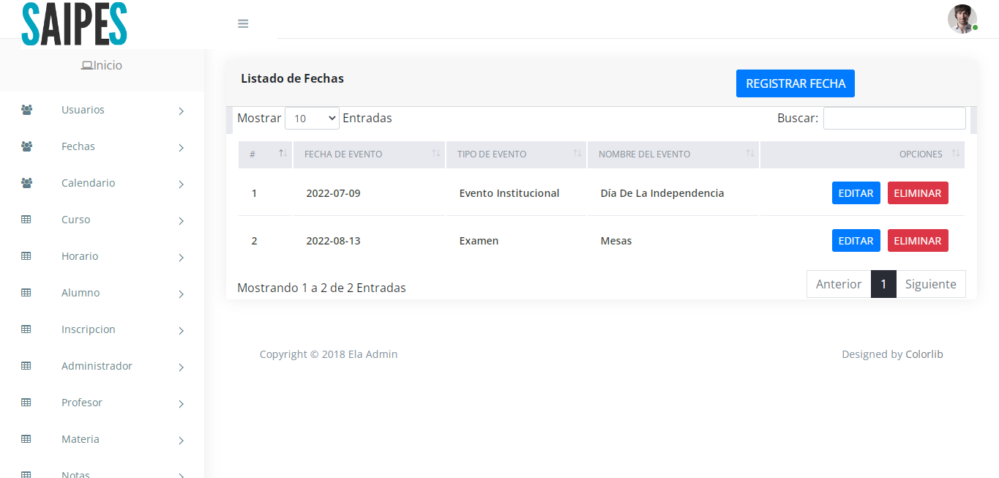 SAIPES
Inicio
Usuarios
Fechas
Calendario
Curso
Horario
Alumno
Inscripcion
Administrador
Profesor
Materia
Notas
Listado de Fechas
REGISTRAR FECHA
Mostrar 10 Entradas
Buscar:
# FECHA DE EVENTO TIPO DE EVENTO NOMBRE DEL EVENTO OPCIONES
1 2022-07-09 Evento Institucional Día De La Independencia EDITAR ELIMINAR
2 2022-08-13 Examen Mesas EDITAR ELIMINAR
Mostrando 1 a 2 de 2 Entradas
Anterior 1 Siguiente
Copyright © 2018 Ela Admin
Designed by Colorlib